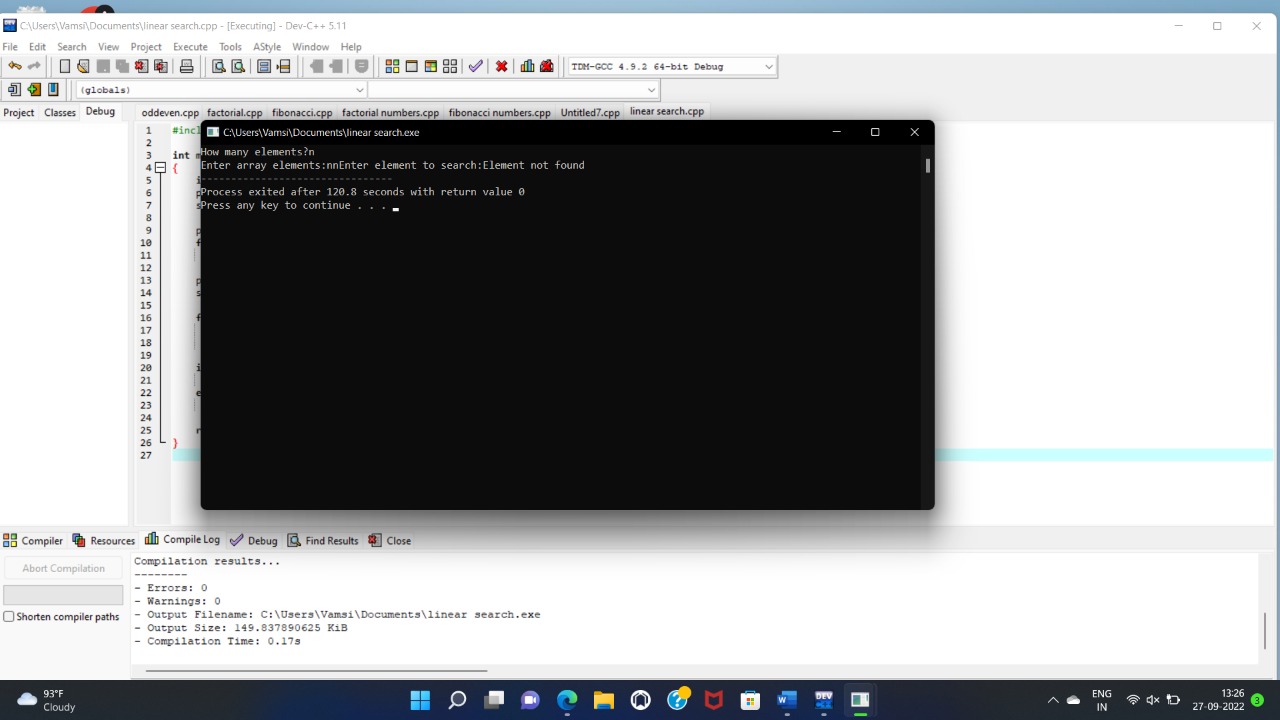 C:\Users\Vamsi\Documents\linear search.cpp - [Executing] - Dev-C++ 5.11
File Edit Search View Project Execute Tools AStyle Window Help
TDM-GCC 4.9.2 64-bit Debug
(globals)
Project Classes Debug oddeven.cpp factorial.cpp fibonacci.cpp factorial numbers.cpp fibonacci numbers.cpp Untitled7.cpp linear search.cpp
C:\Users\Vamsi\Documents\linear search.exe
How many elements?n
Enter array elements:nnEnter element to search:Element not found
--------------------------------
Process exited after 120.8 seconds with return value 0
Press any key to continue . . .
1 #incl
2
3 int m
4 {
5 i
6 p
7 s
8
9 p
10 f
11
12
13 p
14 s
15
16 f
17
18
19
20 i
21
22 e
23
24
25 r
26 }
27
Compiler Resources Compile Log Debug Find Results Close
Abort Compilation
Shorten compiler paths
Compilation results...
--------
- Errors: 0
- Warnings: 0
- Output Filename: C:\Users\Vamsi\Documents\linear search.exe
- Output Size: 149.837890625 KiB
- Compilation Time: 0.17s
93°F
Cloudy
ENG
IN
13:26
27-09-2022
3